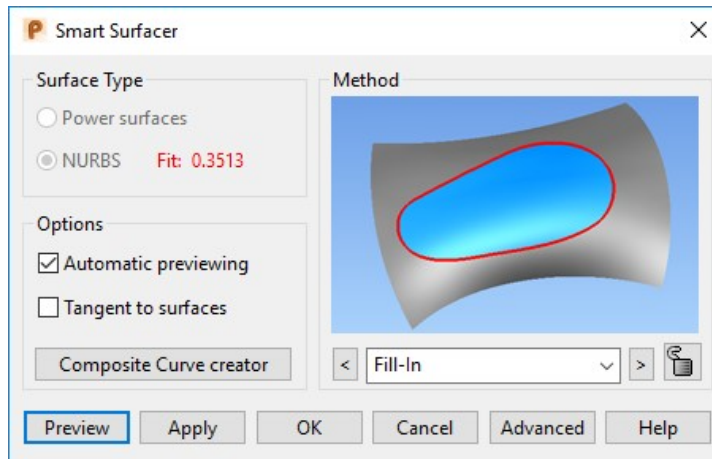 Smart Surfacer
Surface Type
Power surfaces
NURBS Fit: 0.3513
Options
Automatic previewing
Tangent to surfaces
Composite Curve creator
Method
< Fill-In >
Preview Apply OK Cancel Advanced Help